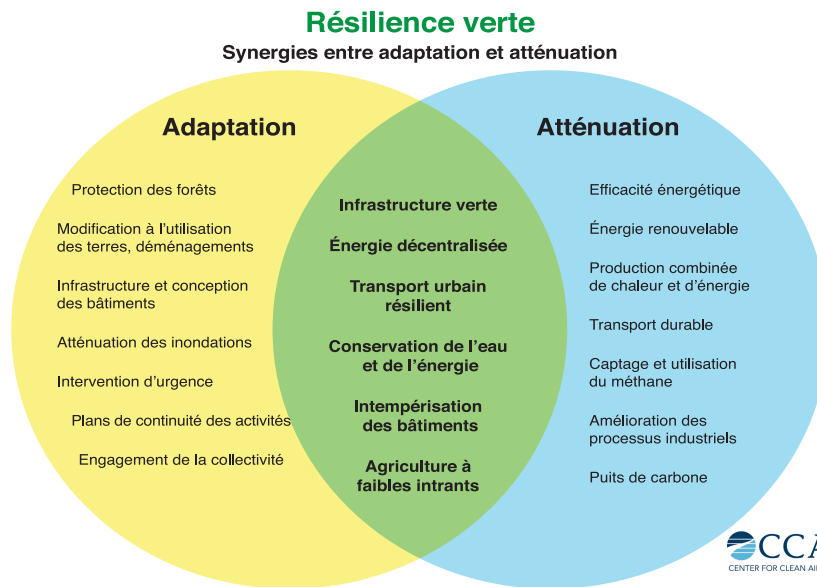 Résilience verte
Synergies entre adaptation et atténuation
Adaptation
Protection des forêts
Modification à l'utilisation
des terres, déménagements
Infrastructure et conception
des bâtiments
Atténuation des inondations
Intervention d'urgence
Plans de continuité des activités
Engagement de la collectivité
Infrastructure verte
Énergie décentralisée
Transport urbain
résilient
Conservation de l'eau
et de l'énergie
Intempérisation
des bâtiments
Agriculture à
faibles intrants
Atténuation
Efficacité énergétique
Énergie renouvelable
Production combinée
de chaleur et d'énergie
Transport durable
Captage et utilisation
du méthane
Amélioration des
processus industriels
Puits de carbone
CCA
CENTER FOR CLEAN AI